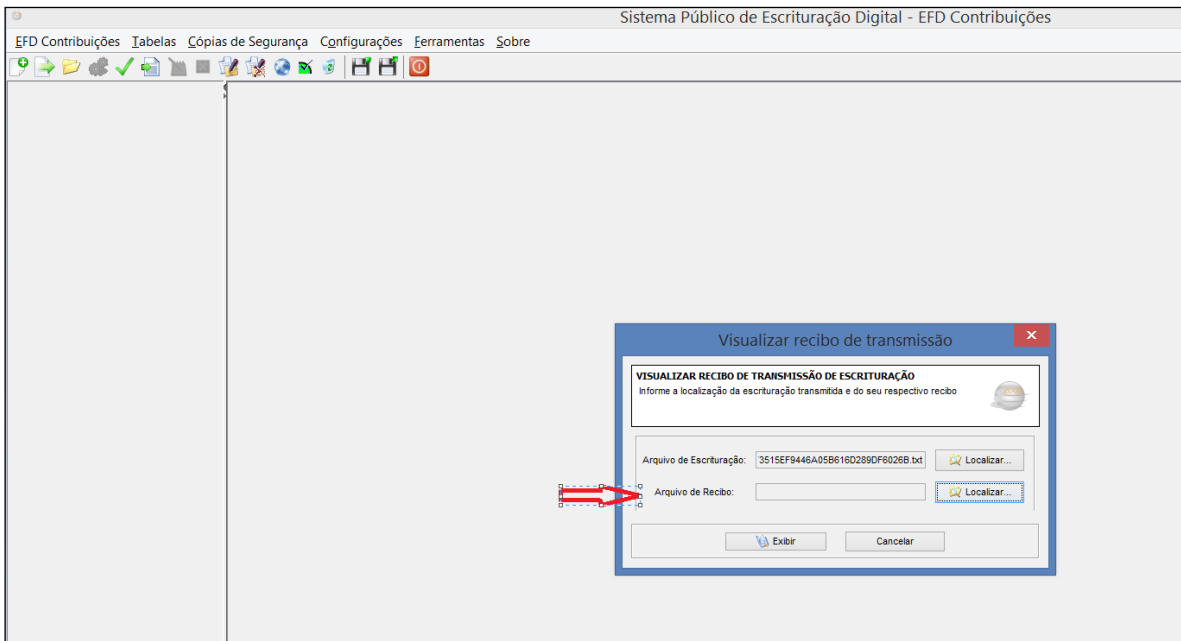 Sistema Público de Escrituração Digital - EFD Contribuições
EFD Contribuições Tabelas Cópias de Segurança Configurações Ferramentas Sobre
Visualizar recibo de transmissão
x
VISUALIZAR RECIBO DE TRANSMISSÃO DE ESCRITURAÇÃO
Informe a localização da escrituração transmitida e do seu respectivo recibo
Arquivo de Escrituração: 3515EF9446A05B616D289DF6026B.txt Localizar...
Arquivo de Recibo: Localizar...
Exibir Cancelar